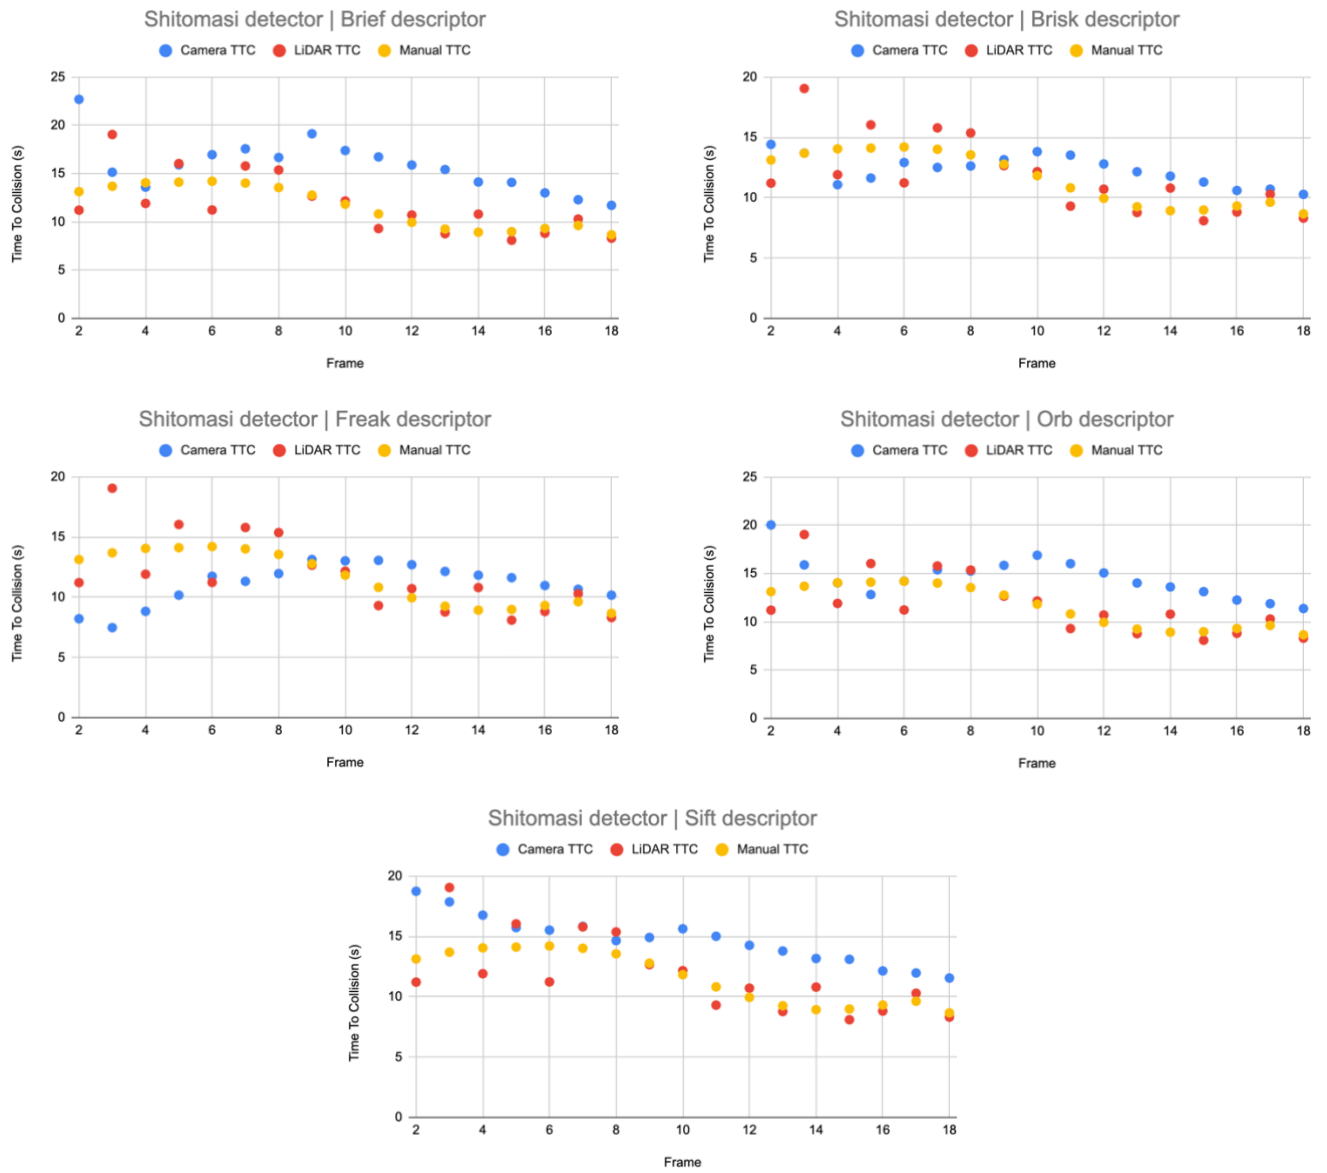 Shitomasi detector | Brief descriptor
Camera TTC LiDAR TTC Manual TTC
Time To Collision (s)
25
20
15
10
5
0
2 4 6 8 10 12 14 16 18
Frame
Shitomasi detector | Brisk descriptor
Camera TTC LiDAR TTC Manual TTC
Time To Collision (s)
20
15
10
5
0
2 4 6 8 10 12 14 16 18
Frame
Shitomasi detector | Freak descriptor
Camera TTC LiDAR TTC Manual TTC
Time To Collision (s)
20
15
10
5
0
2 4 6 8 10 12 14 16 18
Frame
Shitomasi detector | Orb descriptor
Camera TTC LiDAR TTC Manual TTC
Time To Collision (s)
25
20
15
10
5
0
2 4 6 8 10 12 14 16 18
Frame
Shitomasi detector | Sift descriptor
Camera TTC LiDAR TTC Manual TTC
Time To Collision (s)
20
15
10
5
0
2 4 6 8 10 12 14 16 18
Frame